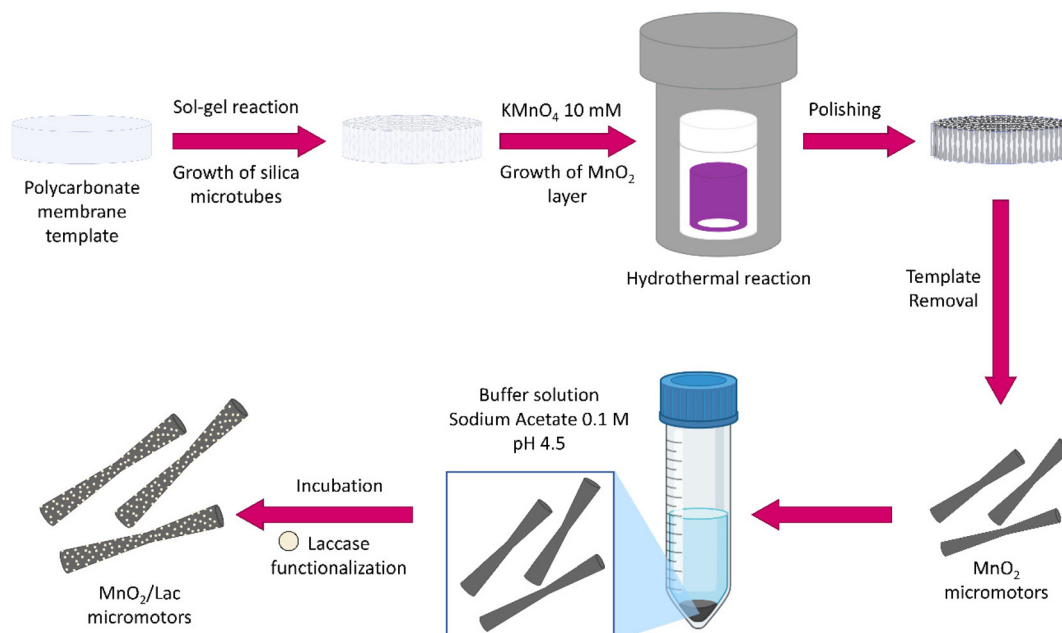 Polycarbonate
membrane
template
Sol-gel reaction
Growth of silica
microtubes
KMnO₄ 10 mM
Growth of MnO₂
layer
Hydrothermal reaction
Polishing
Template
Removal
MnO₂
micromotors
Buffer solution
Sodium Acetate 0.1 M
pH 4.5
Incubation
Laccase
functionalization
MnO₂/Lac
micromotors